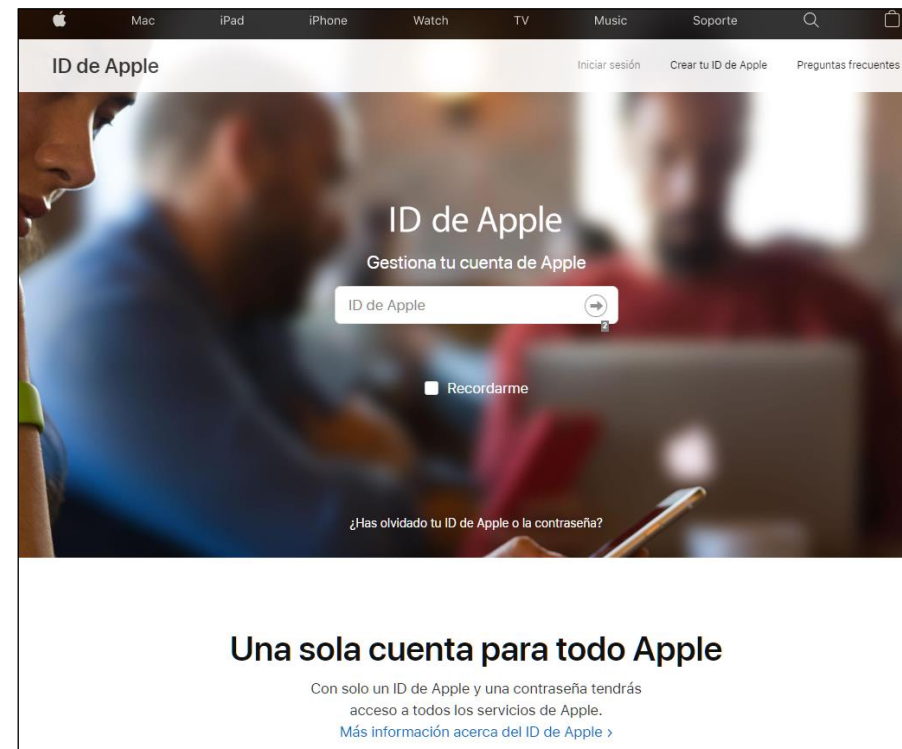 Mac iPad iPhone Watch TV Music Soporte
ID de Apple Iniciar sesión Crear tu ID de Apple Preguntas frecuentes
ID de Apple
Gestiona tu cuenta de Apple
ID de Apple
2
Recordarme
¿Has olvidado tu ID de Apple o la contraseña?
Una sola cuenta para todo Apple
Con solo un ID de Apple y una contraseña tendrás
acceso a todos los servicios de Apple.
Más información acerca del ID de Apple ›